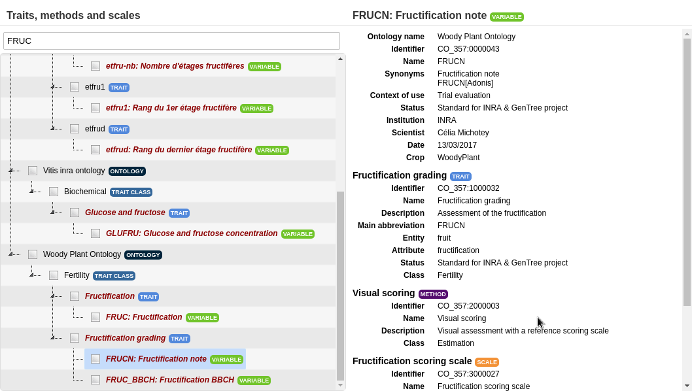 Traits, methods and scales
FRUC
etfru-nb: Nombre d'étages fructifères VARIABLE
etfru1 TRAIT
etfru1: Rang du 1er étage fructifère VARIABLE
etfrud TRAIT
etfrud: Rang du dernier étage fructifère VARIABLE
Vitis inra ontology ONTOLOGY
Biochemical TRAIT CLASS
Glucose and fructose TRAIT
GLUFRU: Glucose and fructose concentration VARIABLE
Woody Plant Ontology ONTOLOGY
Fertility TRAIT CLASS
Fructification TRAIT
FRUC: Fructification VARIABLE
Fructification grading TRAIT
FRUCN: Fructification note VARIABLE
FRUC_BBCH: Fructification BBCH VARIABLE
FRUCN: Fructification note VARIABLE
Ontology name Woody Plant Ontology
Identifier CO_357:0000043
Name FRUCN
Synonyms Fructification note
FRUCN[Adonis]
Context of use Trial evaluation
Status Standard for INRA & GenTree project
Institution INRA
Scientist Célia Michotey
Date 13/03/2017
Crop WoodyPlant
Fructification grading TRAIT
Identifier CO_357:1000032
Name Fructification grading
Description Assessment of the fructification
Main abbreviation FRUCN
Entity fruit
Attribute fructification
Status Standard for INRA & GenTree project
Class Fertility
Visual scoring METHOD
Identifier CO_357:2000003
Name Visual scoring
Description Visual assessment with a reference scoring scale
Class Estimation
Fructification scoring scale SCALE
Identifier CO_357:3000027
Name Fructification scoring scale